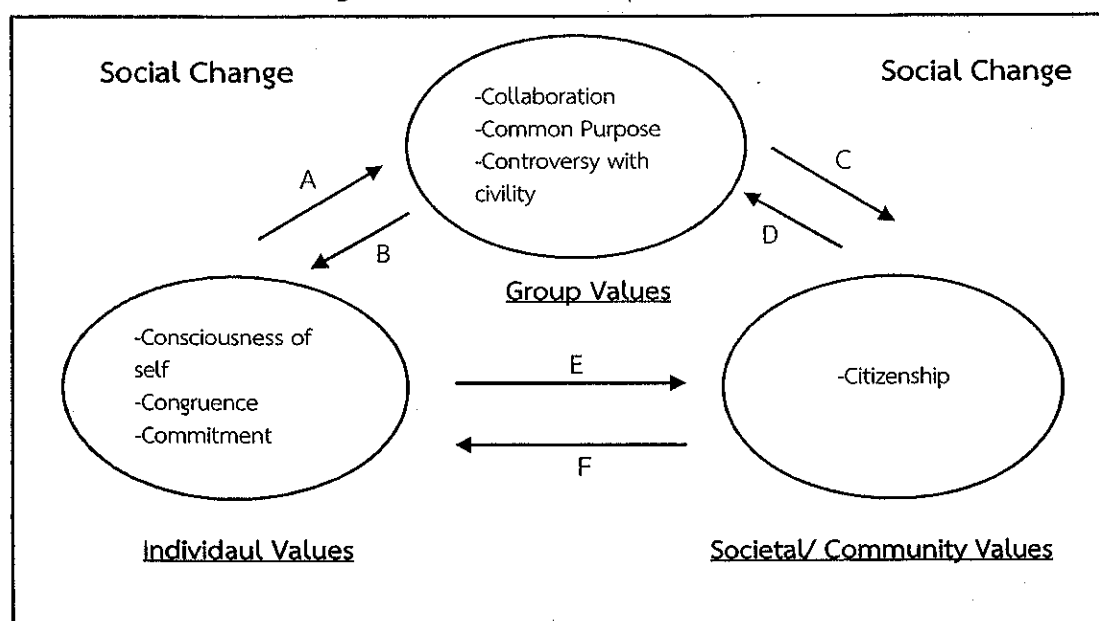 Social Change
Social Change
-Collaboration
-Common Purpose
-Controversy with
civility
A
B
C
D
Group Values
-Consciousness of
self
-Congruence
-Commitment
E
F
-Citizenship
Individaul Values
Societal/ Community Values